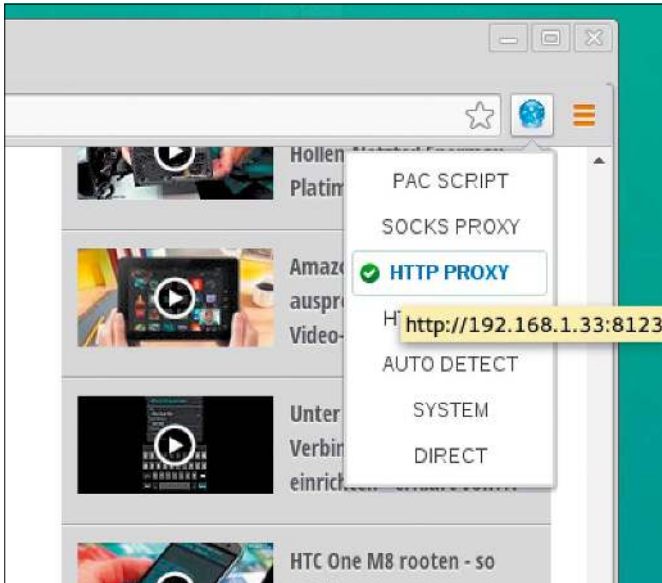 Platim
PAC SCRIPT
SOCKS PROXY
HTTP PROXY
http://192.168.1.33:8123
AUTO DETECT
SYSTEM
DIRECT
Amaz
auspr
Video-
Unter
Verbin
HTC One M8 rooten - so